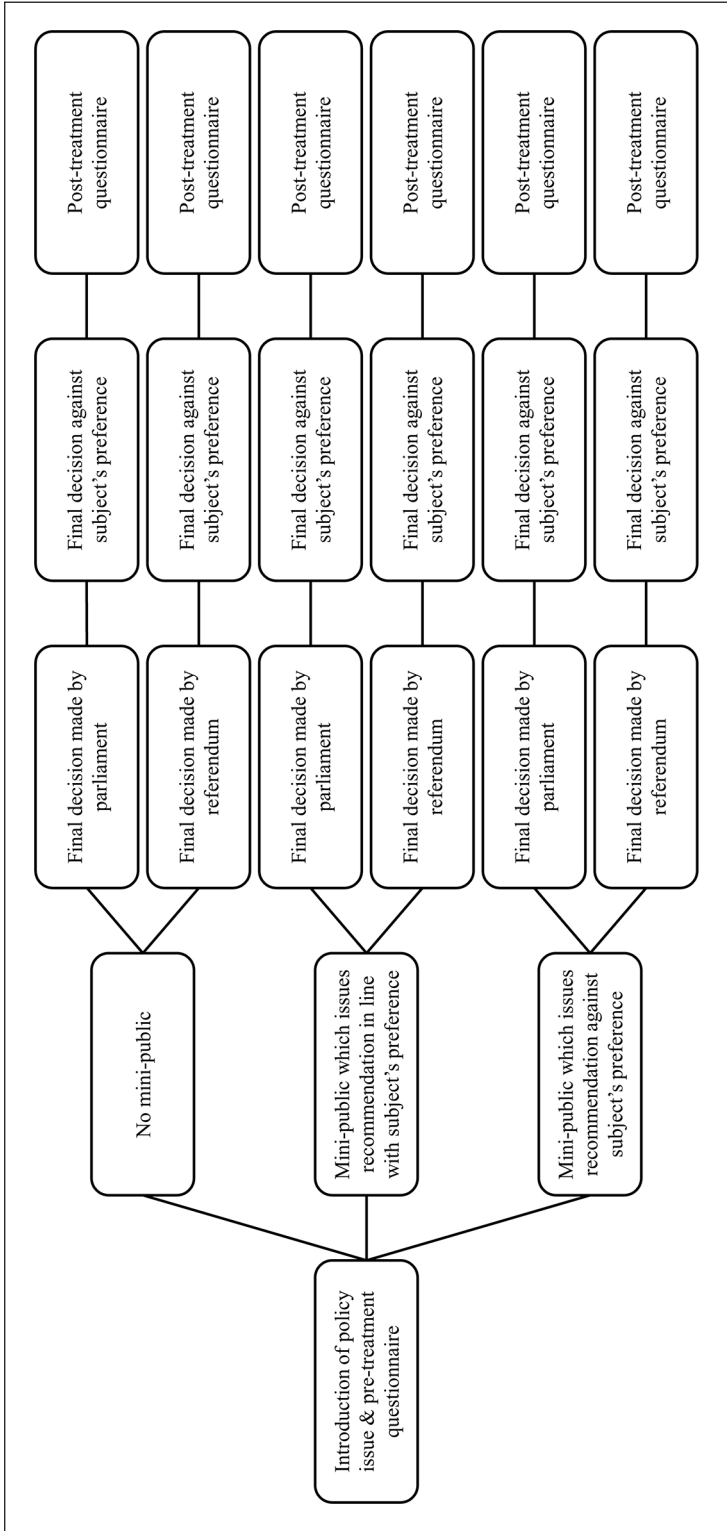 Introduction of policy
issue & pre-treatment
questionnaire
No mini-public
Mini-public which issues
recommendation in line
with subject’s preference
Mini-public which issues
recommendation against
subject’s preference
Final decision made by
parliament
Final decision made by
referendum
Final decision made by
parliament
Final decision made by
referendum
Final decision made by
parliament
Final decision made by
referendum
Final decision against
subject’s preference
Final decision against
subject’s preference
Final decision against
subject’s preference
Final decision against
subject’s preference
Final decision against
subject’s preference
Final decision against
subject’s preference
Post-treatment
questionnaire
Post-treatment
questionnaire
Post-treatment
questionnaire
Post-treatment
questionnaire
Post-treatment
questionnaire
Post-treatment
questionnaire